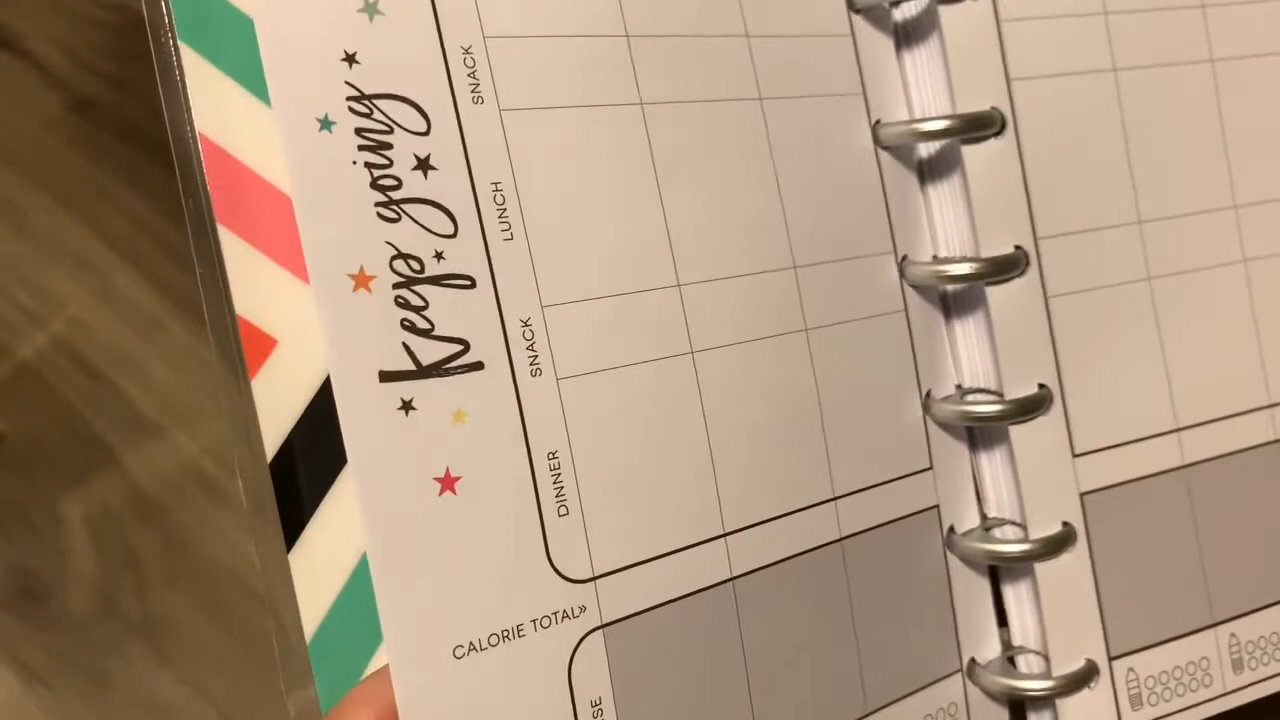 Keep going
SNACK
LUNCH
SNACK
DINNER
CALORIE TOTAL»